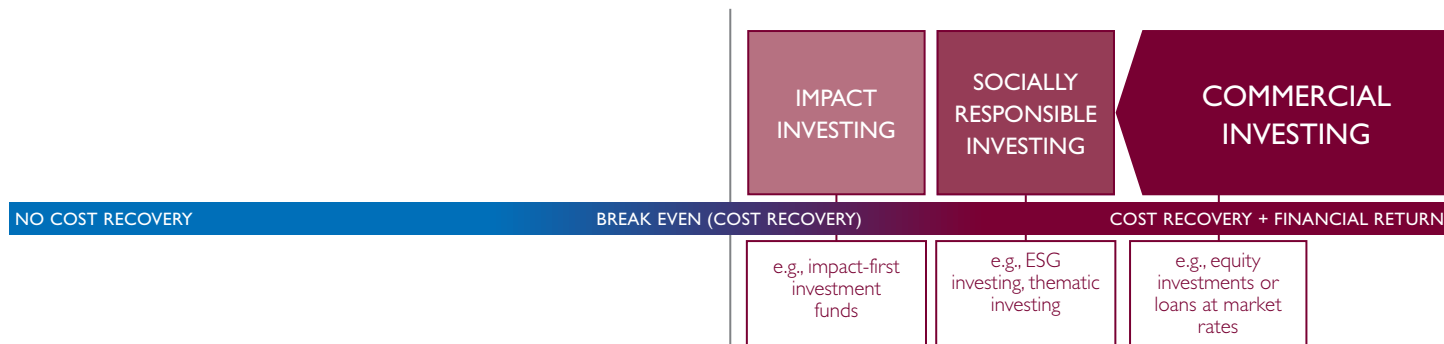 IMPACT
INVESTING
SOCIALLY
RESPONSIBLE
INVESTING
COMMERCIAL
INVESTING
NO COST RECOVERY
BREAK EVEN (COST RECOVERY)
COST RECOVERY + FINANCIAL RETURN
e.g., impact-first
investment
funds
e.g., ESG
investing, thematic
investing
e.g., equity
investments or
loans at market
rates